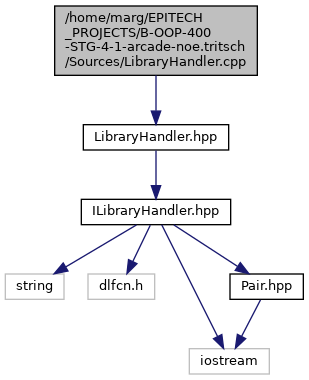 /home/marg/EPITECH
_PROJECTS/B-OOP-400
-STG-4-1-arcade-noe.tritsch
/Sources/LibraryHandler.cpp
LibraryHandler.hpp
ILibraryHandler.hpp
string
dlfcn.h
Pair.hpp
iostream